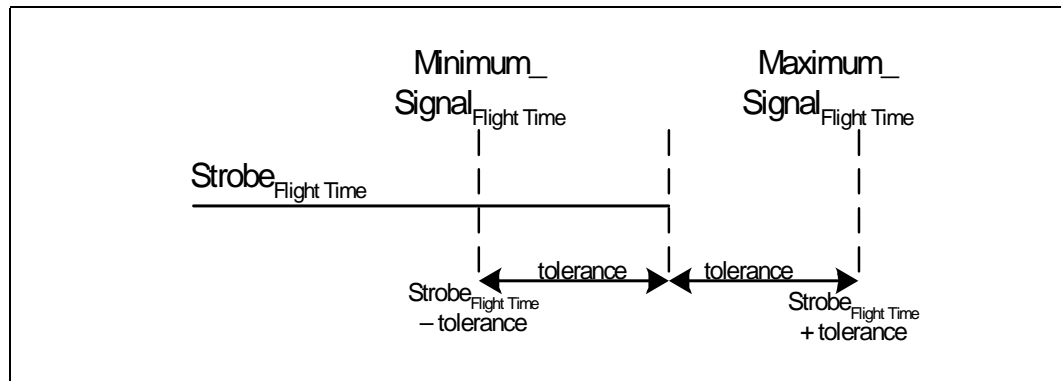 Minimum_
Signal Flight Time
Maximum_
Signal Flight Time
Strobe Flight Time
tolerance
tolerance
Strobe Flight Time
– tolerance
Strobe Flight Time
+ tolerance